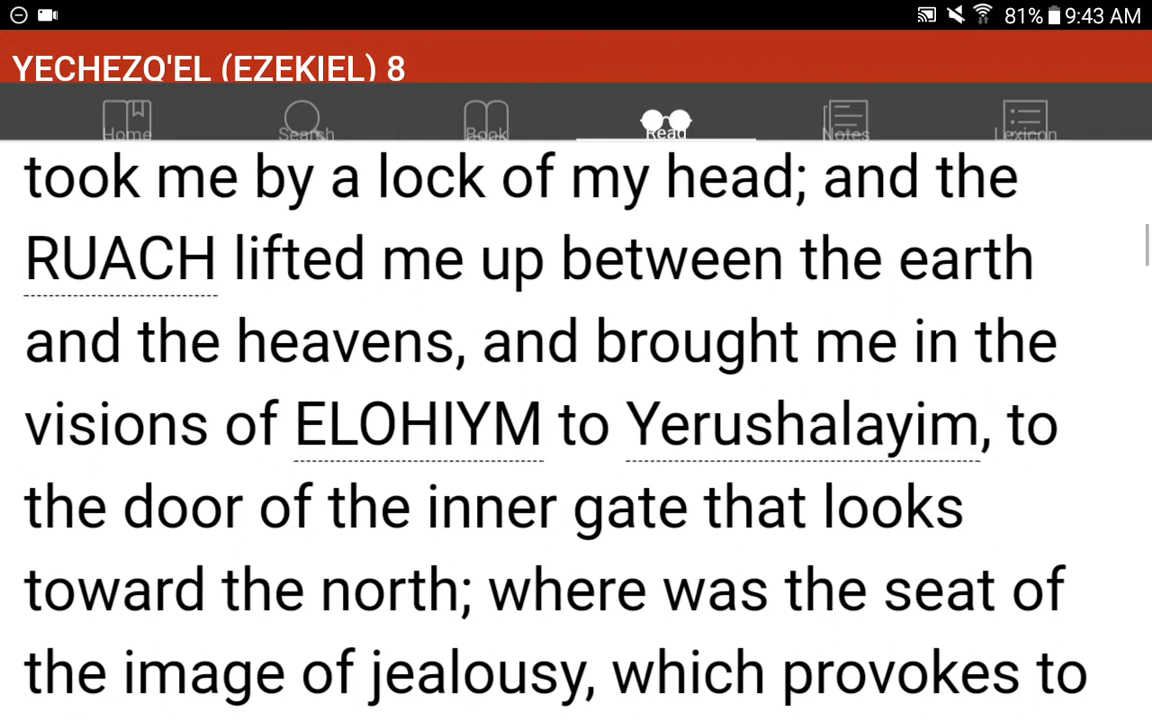 81% 9:43 AM
YECHEZQ'EL (EZEKIEL) 8
Home Search Book Read Notes Lexicon
took me by a lock of my head; and the
RUACH lifted me up between the earth
and the heavens, and brought me in the
visions of ELOHIYM to Yerushalayim, to
the door of the inner gate that looks
toward the north; where was the seat of
the image of jealousy, which provokes to